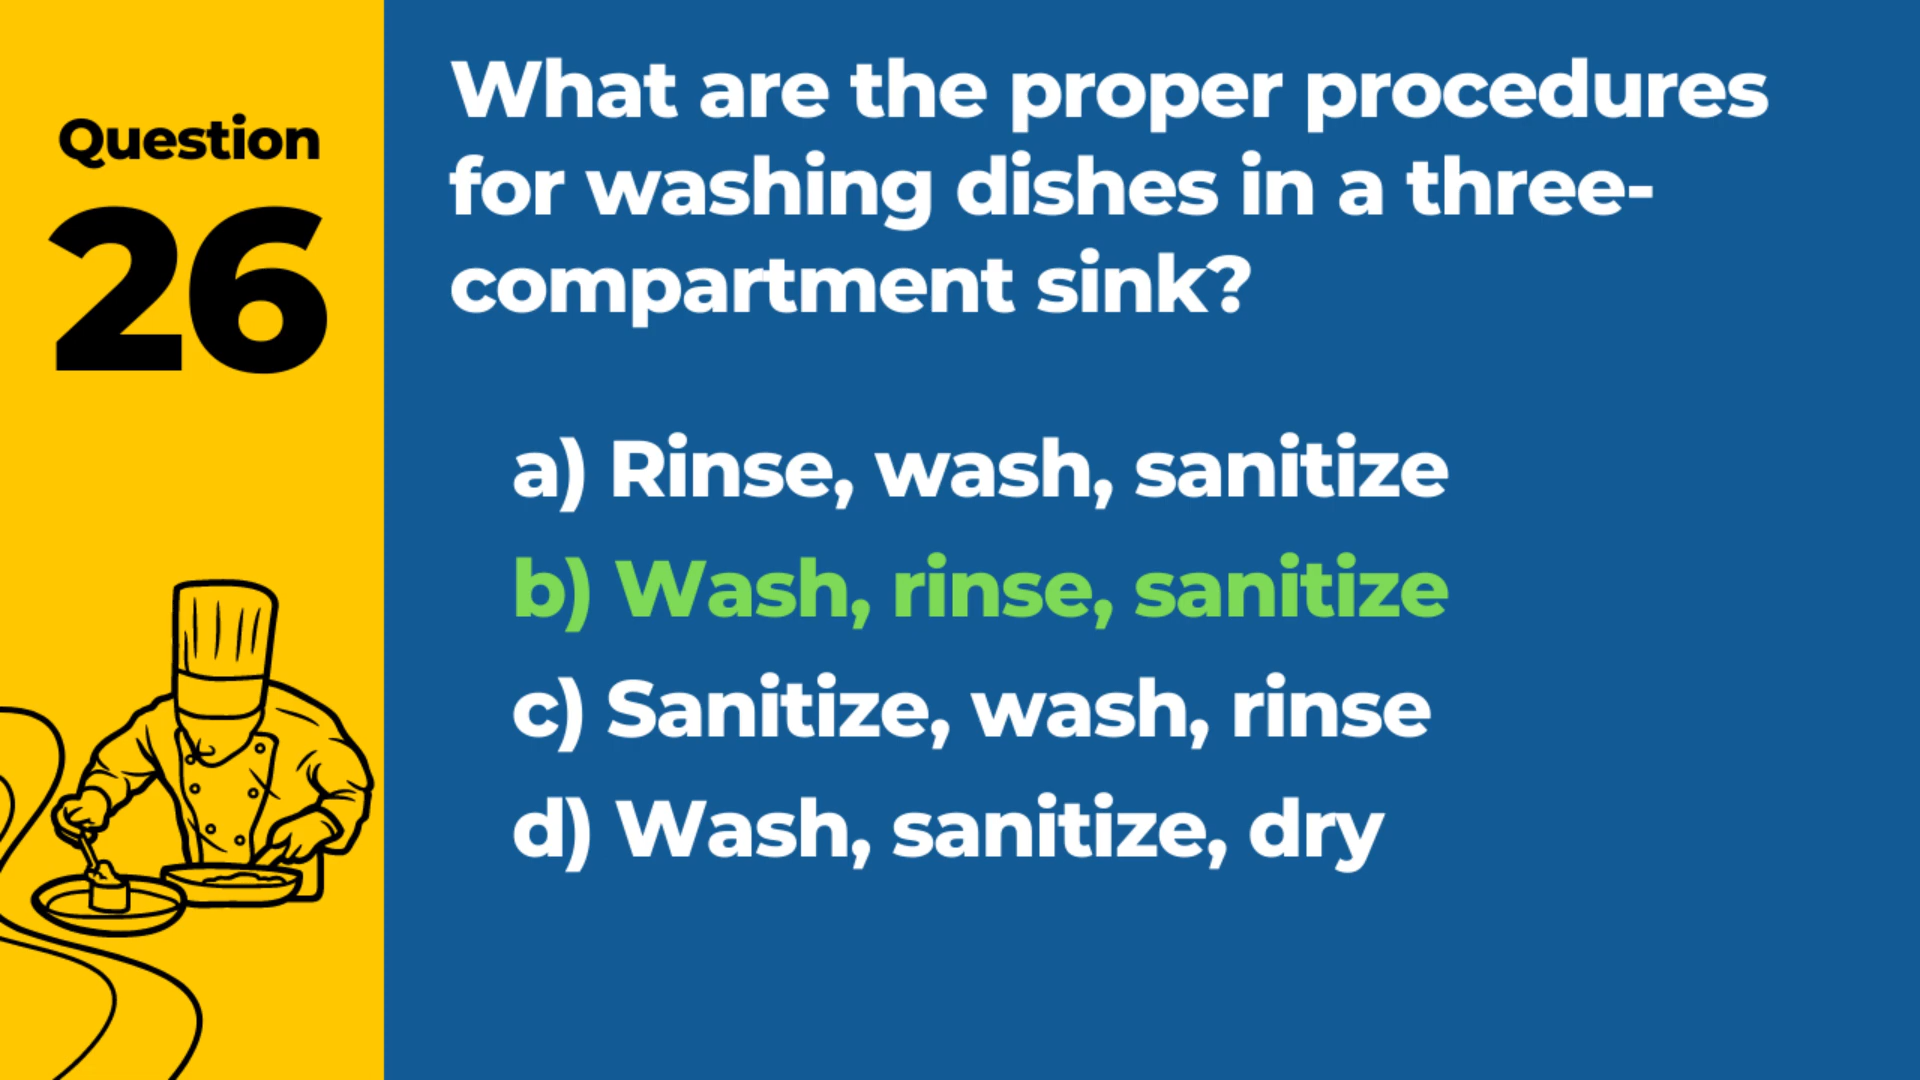 Question
26
What are the proper procedures
for washing dishes in a three-
compartment sink?
a) Rinse, wash, sanitize
b) Wash, rinse, sanitize
c) Sanitize, wash, rinse
d) Wash, sanitize, dry